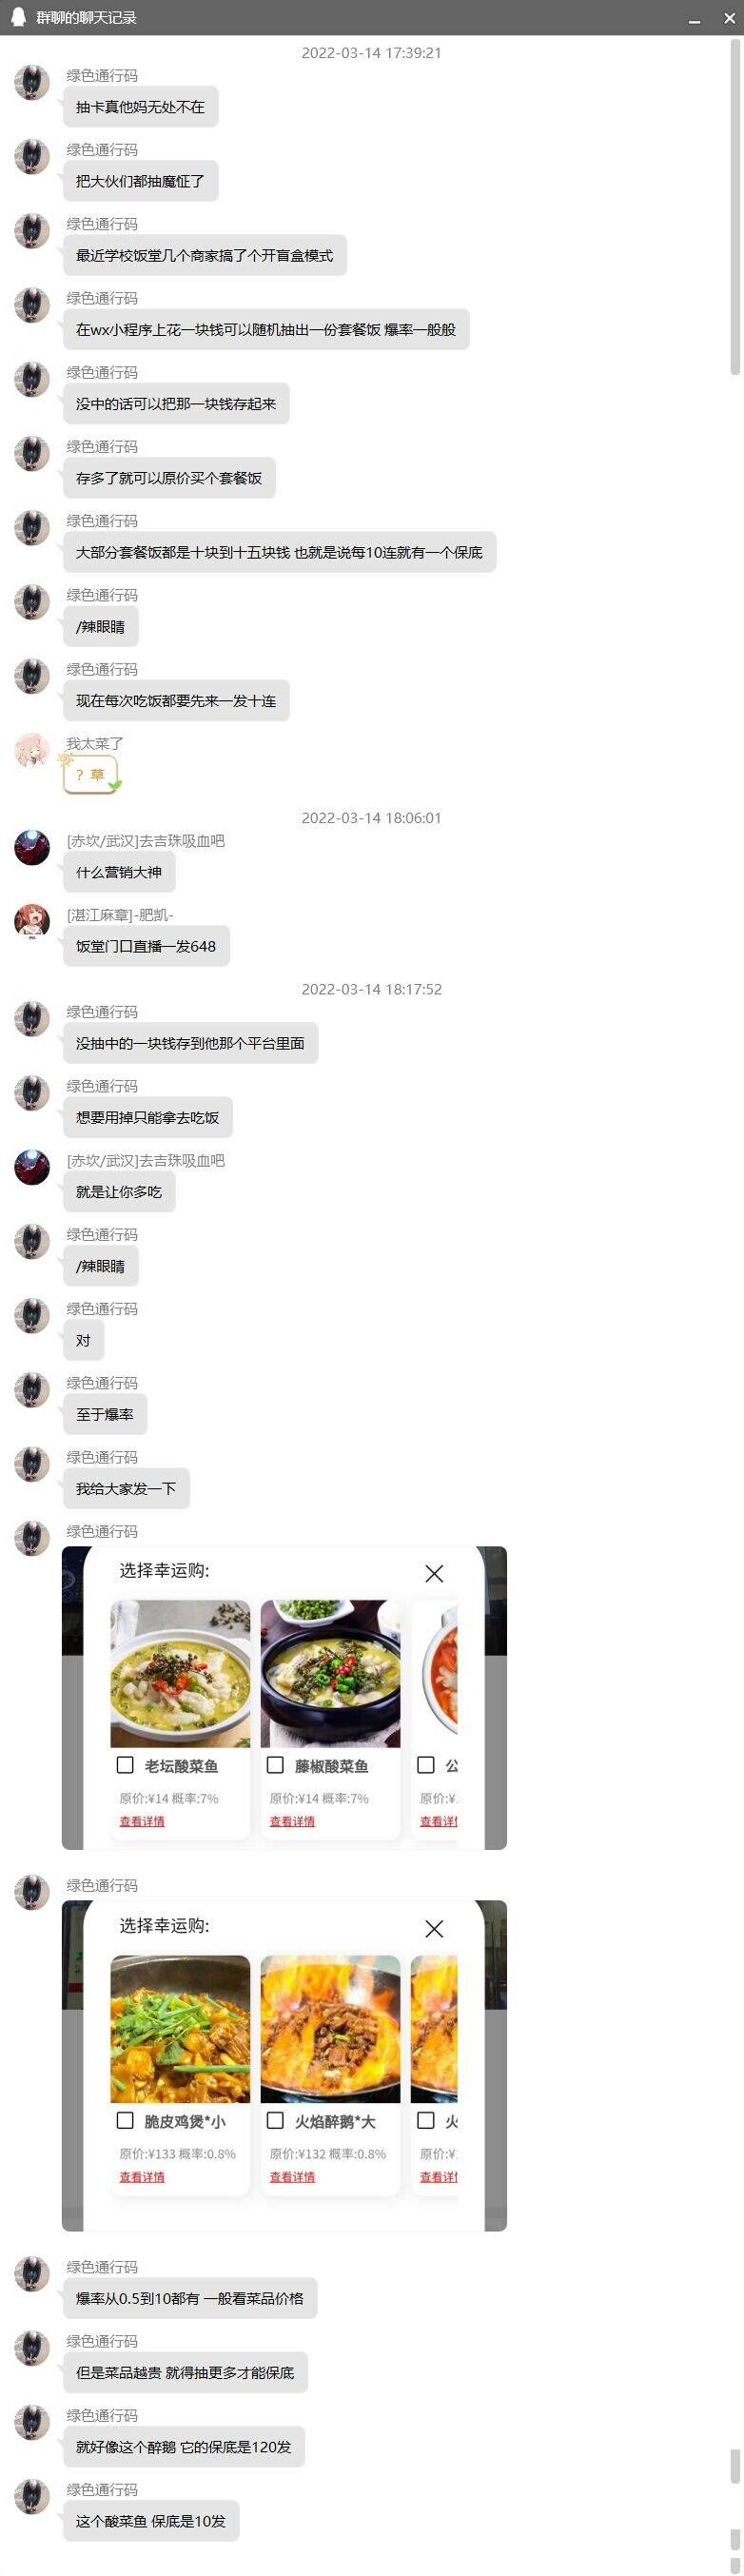 群聊的聊天记录
2022-03-14 17:39:21
绿色通行码
抽卡真他妈无处不在
绿色通行码
把大伙们都抽魔怔了
绿色通行码
最近学校饭堂几个商家搞了个开盲盒模式
绿色通行码
在wx小程序上花一块钱可以随机抽出一份套餐饭 爆率一般般
绿色通行码
没中的话可以把那一块钱存起来
绿色通行码
存多了就可以原价买个套餐饭
绿色通行码
大部分套餐饭都是十块到十五块钱 也就是说每10连就有一个保底
绿色通行码
/辣眼睛
绿色通行码
现在每次吃饭都要先来一发十连
我太菜了
？草
2022-03-14 18:06:01
[赤坎/武汉]去吉珠吸血吧
什么营销大神
[湛江麻章]-肥凯-
饭堂门口直播一发648
2022-03-14 18:17:52
绿色通行码
没抽中的一块钱存到他那个平台里面
绿色通行码
想要用掉只能拿去吃饭
[赤坎/武汉]去吉珠吸血吧
就是让你多吃
绿色通行码
/辣眼睛
绿色通行码
对
绿色通行码
至于爆率
绿色通行码
我给大家发一下
绿色通行码
选择幸运购:
老坛酸菜鱼
藤椒酸菜鱼
公
原价:¥14 概率:7%
原价:¥14 概率:7%
原价:¥
查看详情
查看详情
查看详
绿色通行码
选择幸运购:
脆皮鸡煲*小
火焰醉鹅*大
火
原价:¥133 概率:0.8%
原价:¥132 概率:0.8%
原价:¥
查看详情
查看详情
查看详
绿色通行码
爆率从0.5到10都有 一般看菜品价格
绿色通行码
但是菜品越贵 就得抽更多才能保底
绿色通行码
就好像这个醉鹅 它的保底是120发
绿色通行码
这个酸菜鱼 保底是10发